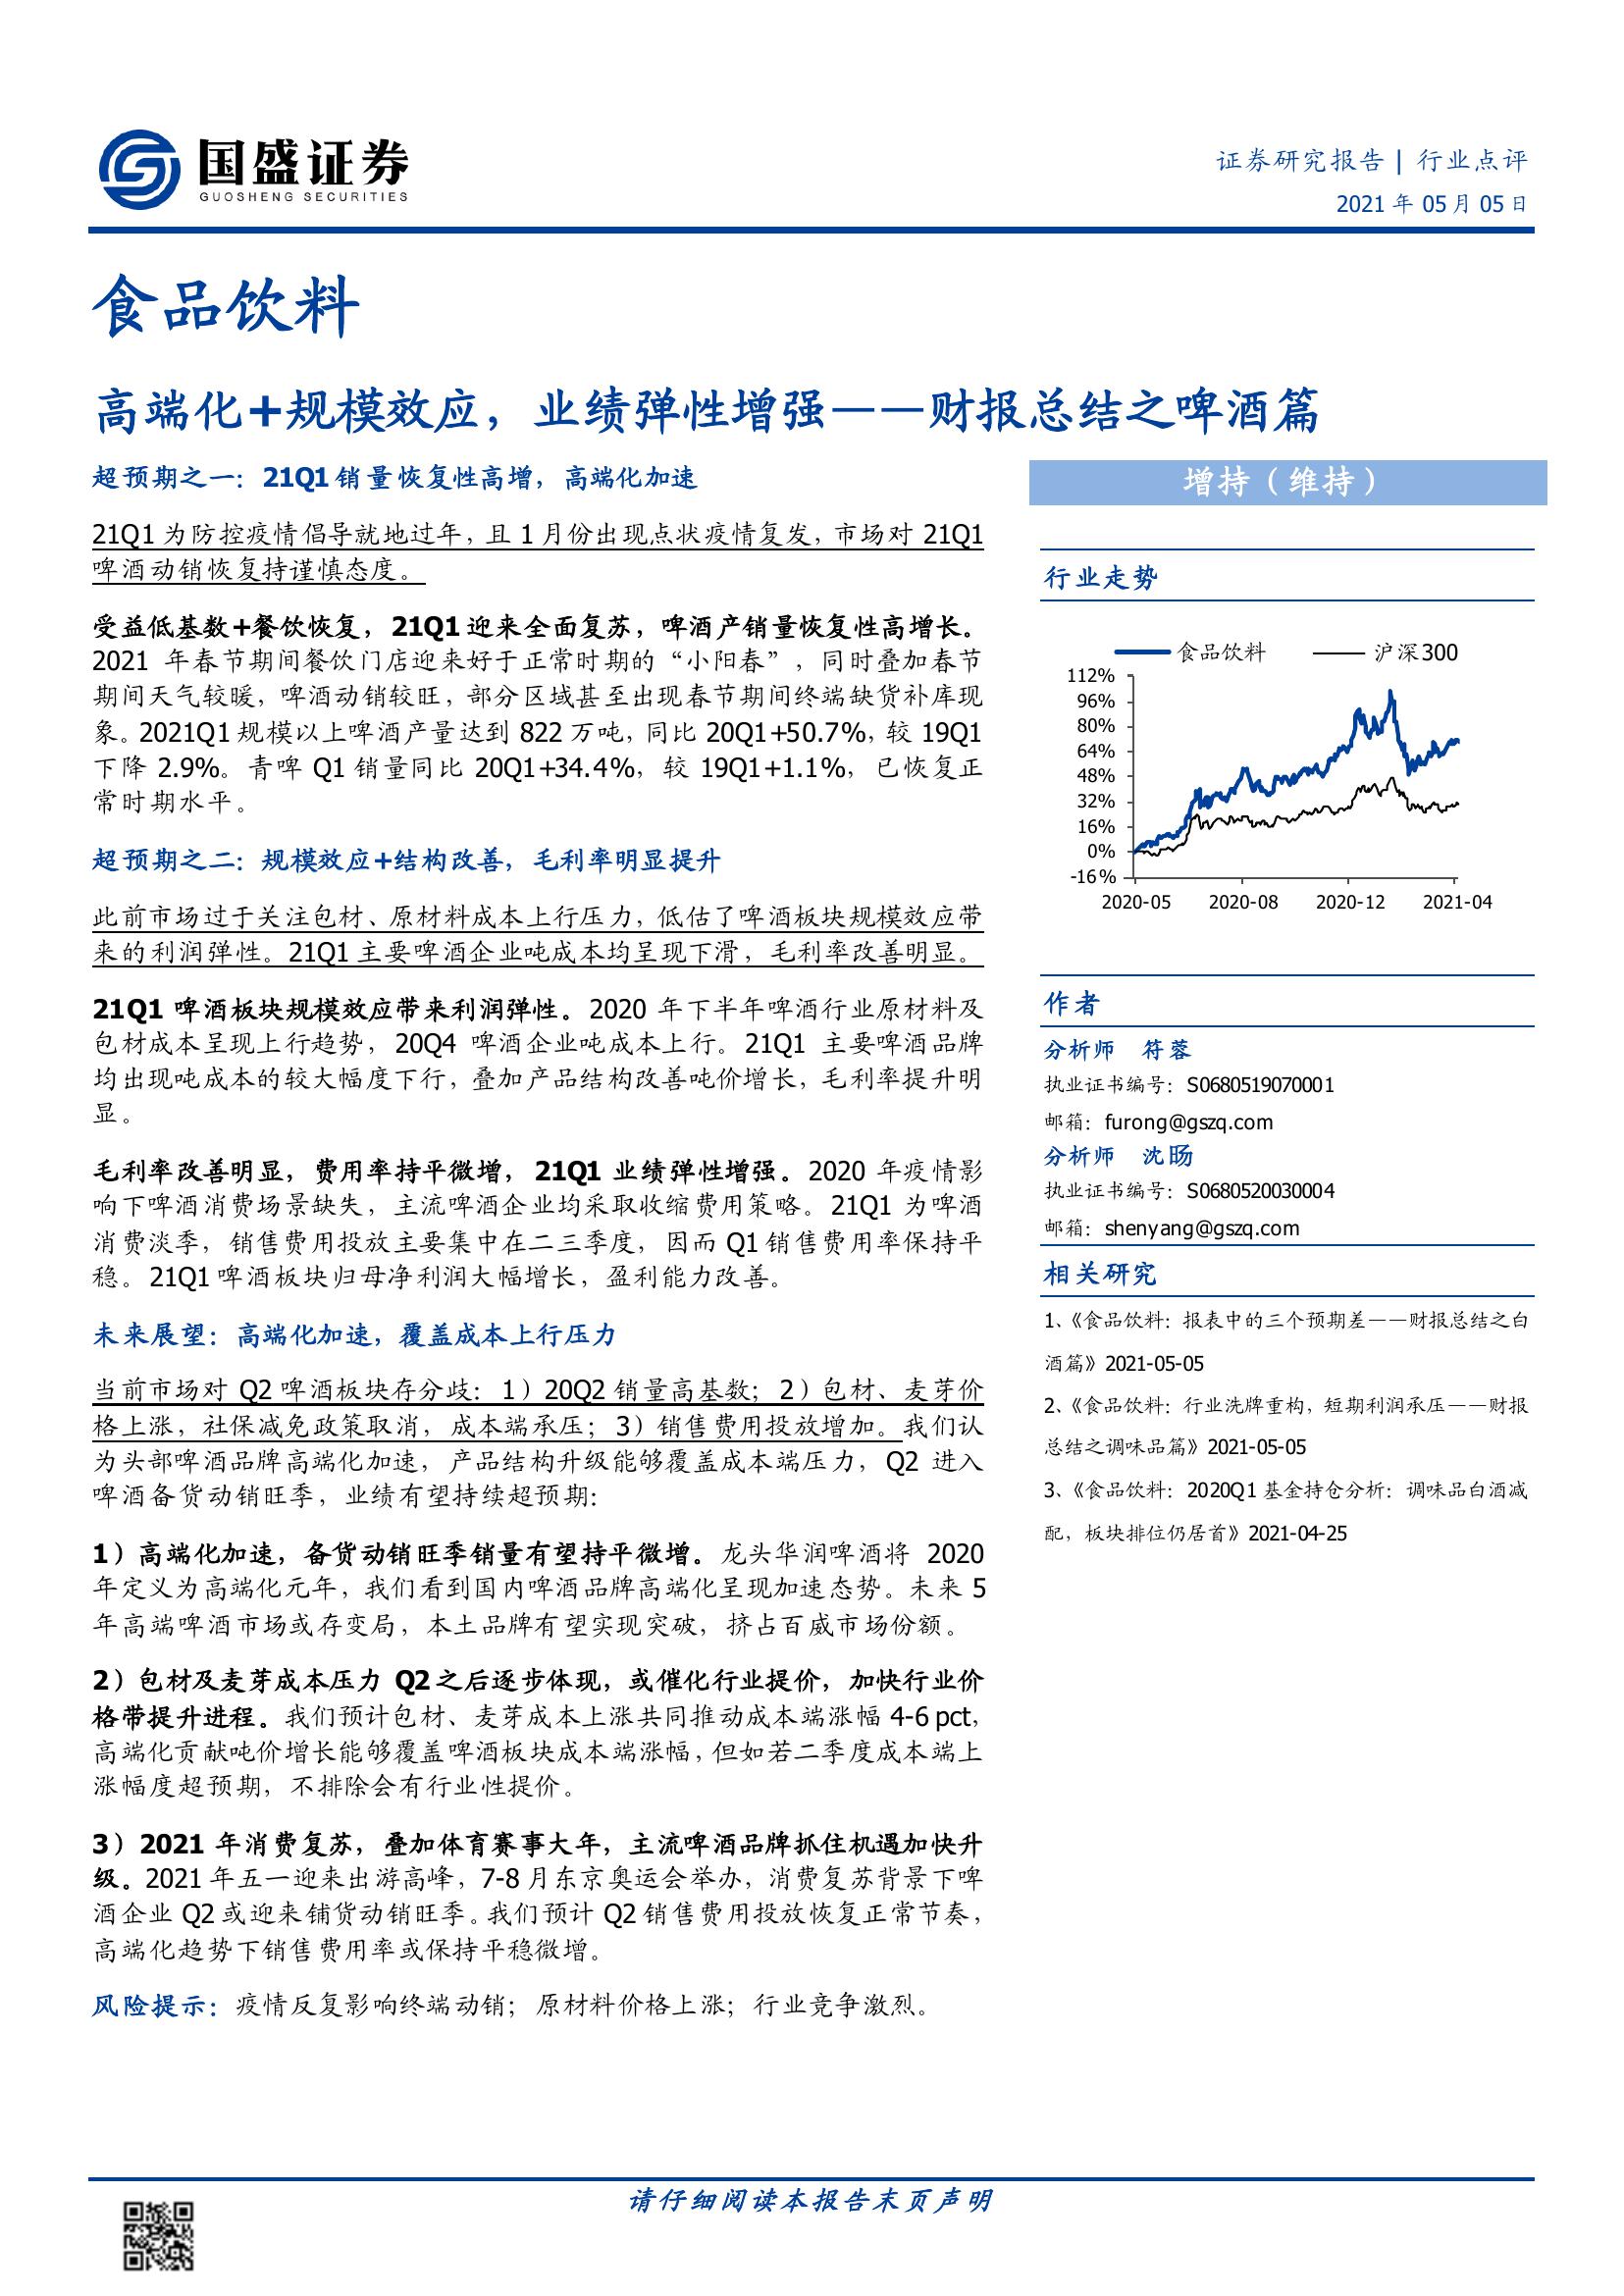 国盛证券
GUOSHENG SECURITIES
证券研究报告 | 行业点评
2021 年 05 月 05 日
食品饮料
高端化+规模效应，业绩弹性增强——财报总结之啤酒篇
超预期之一：21Q1 销量恢复性高增，高端化加速
21Q1 为防控疫情倡导就地过年，且 1 月份出现点状疫情复发，市场对 21Q1
啤酒动销恢复持谨慎态度。
受益低基数+餐饮恢复，21Q1 迎来全面复苏，啤酒产销量恢复性高增长。
2021 年春节期间餐饮门店迎来好于正常时期的“小阳春”，同时叠加春节
期间天气较暖，啤酒动销较旺，部分区域甚至出现春节期间终端缺货补库现
象。2021Q1 规模以上啤酒产量达到 822 万吨，同比 20Q1+50.7%，较 19Q1
下降 2.9%。青啤 Q1 销量同比 20Q1+34.4%，较 19Q1+1.1%，已恢复正
常时期水平。
超预期之二：规模效应+结构改善，毛利率明显提升
此前市场过于关注包材、原材料成本上行压力，低估了啤酒板块规模效应带
来的利润弹性。21Q1 主要啤酒企业吨成本均呈现下滑，毛利率改善明显。
21Q1 啤酒板块规模效应带来利润弹性。2020 年下半年啤酒行业原材料及
包材成本呈现上行趋势，20Q4 啤酒企业吨成本上行。21Q1 主要啤酒品牌
均出现吨成本的较大幅度下行，叠加产品结构改善吨价增长，毛利率提升明
显。
毛利率改善明显，费用率持平微增，21Q1 业绩弹性增强。2020 年疫情影
响下啤酒消费场景缺失，主流啤酒企业均采取收缩费用策略。21Q1 为啤酒
消费淡季，销售费用投放主要集中在二三季度，因而 Q1 销售费用率保持平
稳。21Q1 啤酒板块归母净利润大幅增长，盈利能力改善。
未来展望：高端化加速，覆盖成本上行压力
当前市场对 Q2 啤酒板块存分歧：1）20Q2 销量高基数；2）包材、麦芽价
格上涨，社保减免政策取消，成本端承压；3）销售费用投放增加。我们认
为头部啤酒品牌高端化加速，产品结构升级能够覆盖成本端压力，Q2 进入
啤酒备货动销旺季，业绩有望持续超预期：
1）高端化加速，备货动销旺季销量有望持平微增。龙头华润啤酒将 2020
年定义为高端化元年，我们看到国内啤酒品牌高端化呈现加速态势。未来 5
年高端啤酒市场或存变局，本土品牌有望实现突破，挤占百威市场份额。
2）包材及麦芽成本压力 Q2 之后逐步体现，或催化行业提价，加快行业价
格带提升进程。我们预计包材、麦芽成本上涨共同推动成本端涨幅 4-6 pct，
高端化贡献吨价增长能够覆盖啤酒板块成本端涨幅，但如若二季度成本端上
涨幅度超预期，不排除会有行业性提价。
3）2021 年消费复苏，叠加体育赛事大年，主流啤酒品牌抓住机遇加快升
级。2021 年五一迎来出游高峰，7-8 月东京奥运会举办，消费复苏背景下啤
酒企业 Q2 或迎来铺货动销旺季。我们预计 Q2 销售费用投放恢复正常节奏，
高端化趋势下销售费用率或保持平稳微增。
风险提示：疫情反复影响终端动销；原材料价格上涨；行业竞争激烈。
增持（维持）
行业走势
食品饮料 沪深300
112%
96%
80%
64%
48%
32%
16%
0%
-16%
2020-05 2020-08 2020-12 2021-04
作者
分析师 符蓉
执业证书编号：S0680519070001
邮箱：furong@gszq.com
分析师 沈旸
执业证书编号：S0680520030004
邮箱：shenyang@gszq.com
相关研究
1、《食品饮料：报表中的三个预期差——财报总结之白
酒篇》2021-05-05
2、《食品饮料：行业洗牌重构，短期利润承压——财报
总结之调味品篇》2021-05-05
3、《食品饮料：2020Q1 基金持仓分析：调味品白酒减
配，板块排位仍居首》2021-04-25
请仔细阅读本报告末页声明